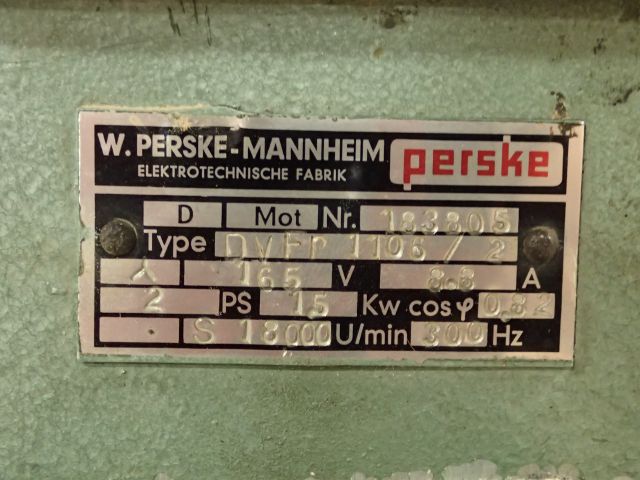 W. PERSKE-MANNHEIM perske
ELEKTROTECHNISCHE FABRIK
D Mot Nr. 183805
Type DVFP 1106/2
165 V 8.8 A
2 PS 1.5 Kw cos φ 0.82
S 18000 U/min 300 Hz